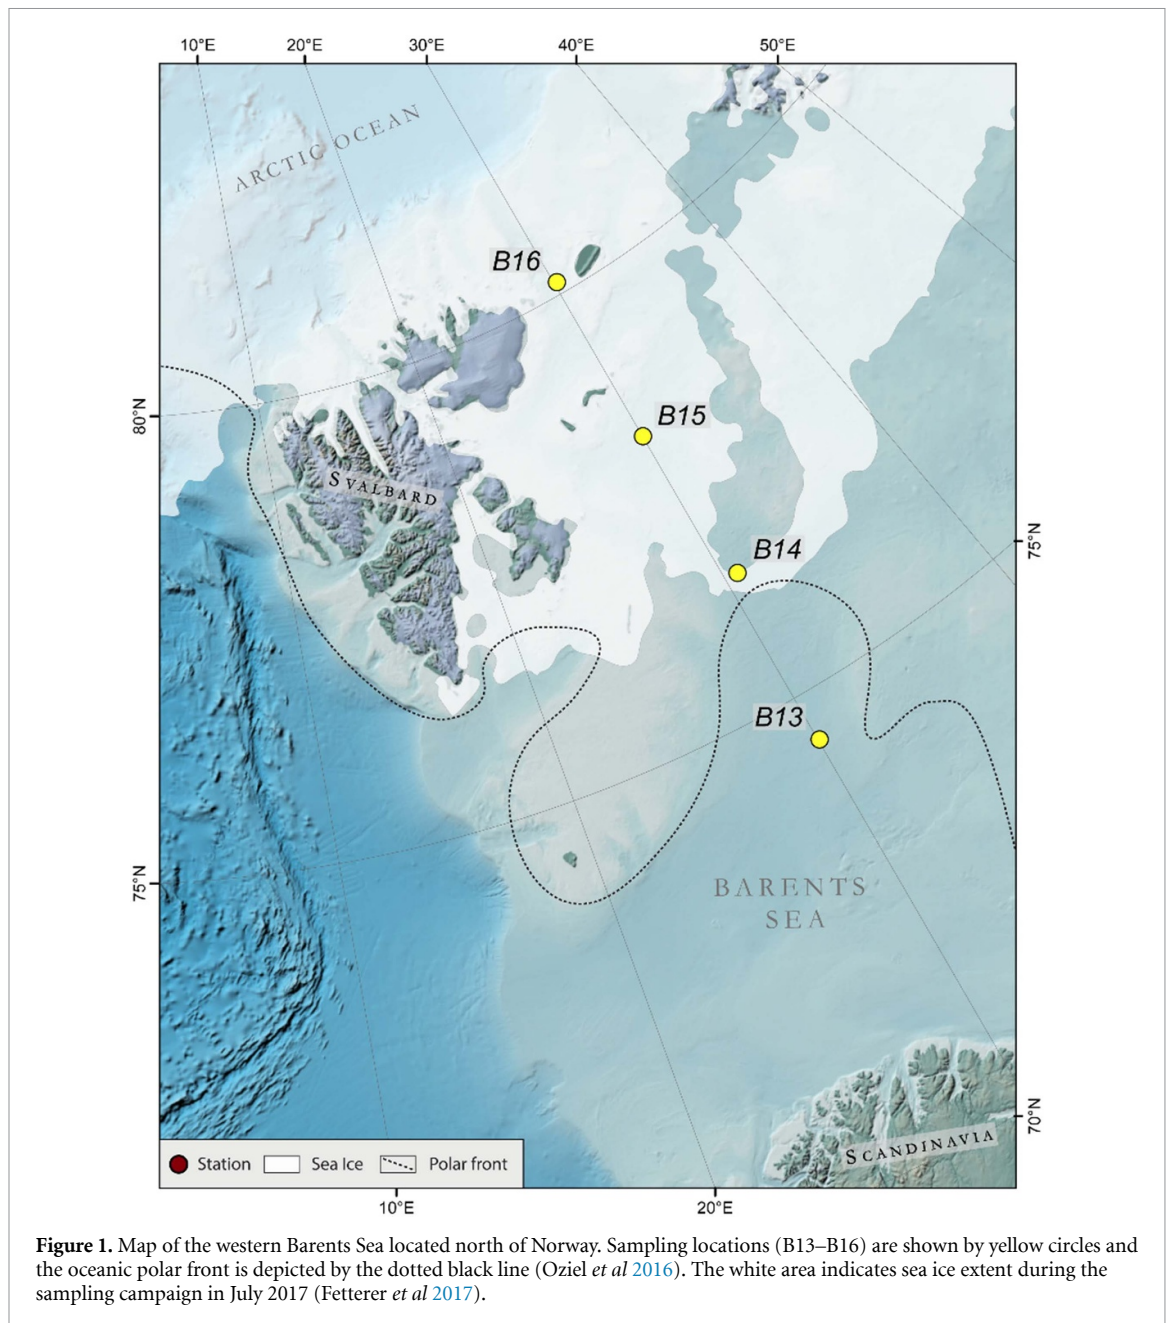 10°E 20°E 30°E 40°E 50°E
ARCTIC OCEAN
B16
80°N
B15
SVALBARD
B14
75°N
B13
75°N
BARENTS
SEA
70°N
SCANDINAVIA
Station Sea Ice Polar front
10°E 20°E
Figure 1. Map of the western Barents Sea located north of Norway. Sampling locations (B13–B16) are shown by yellow circles and
the oceanic polar front is depicted by the dotted black line (Oziel et al 2016). The white area indicates sea ice extent during the
sampling campaign in July 2017 (Fetterer et al 2017).